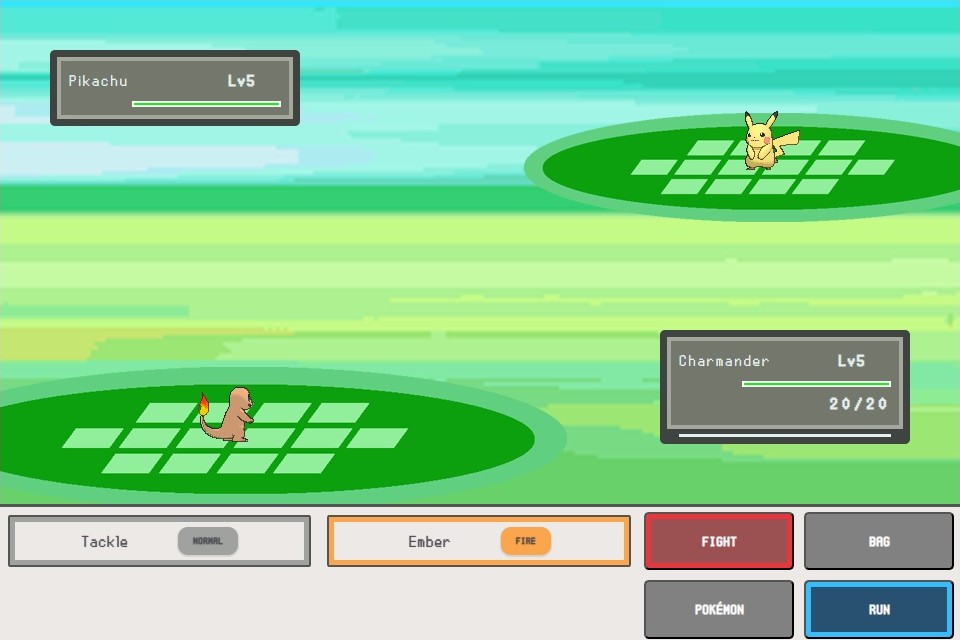 Pikachu Lv5
Charmander Lv5
20/20
Tackle NORMAL
Ember FIRE
FIGHT
BAG
POKÉMON
RUN